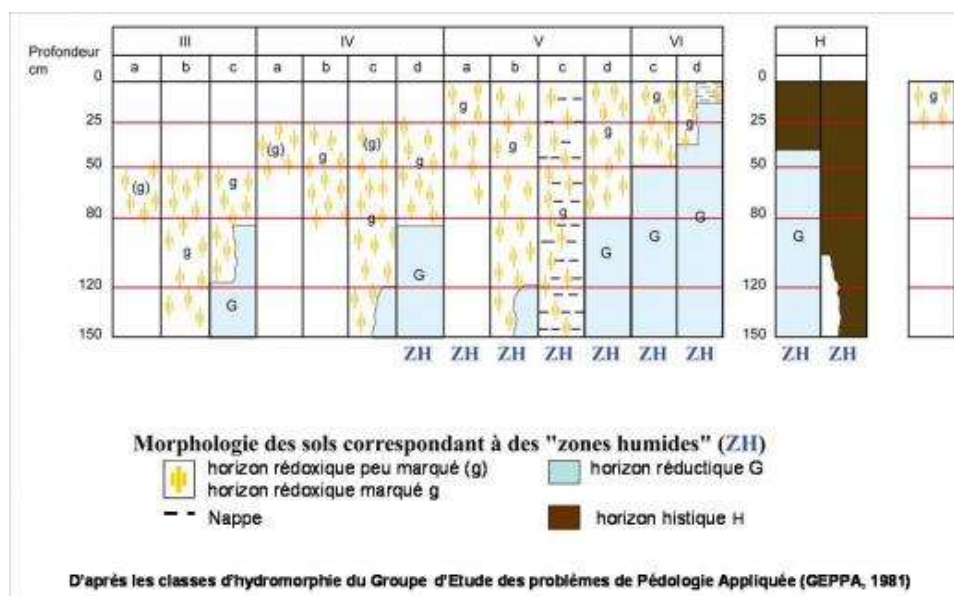 III IV V VI H
Profondeur
cm
a b c a b c d a b c d c d
0 0
25 25
50 50
80 80
120 120
150 150
(g) g g G
(g) g (g) g g G
g g g g G
g G g G
G
g
ZH ZH ZH ZH ZH ZH ZH ZH ZH
Morphologie des sols correspondant à des "zones humides" (ZH)
horizon rédoxique peu marqué (g)
horizon rédoxique marqué g
Nappe
horizon réductique G
horizon histique H
D'après les classes d'hydromorphie du Groupe d'Etude des problèmes de Pédologie Appliquée (GEPPA, 1981)